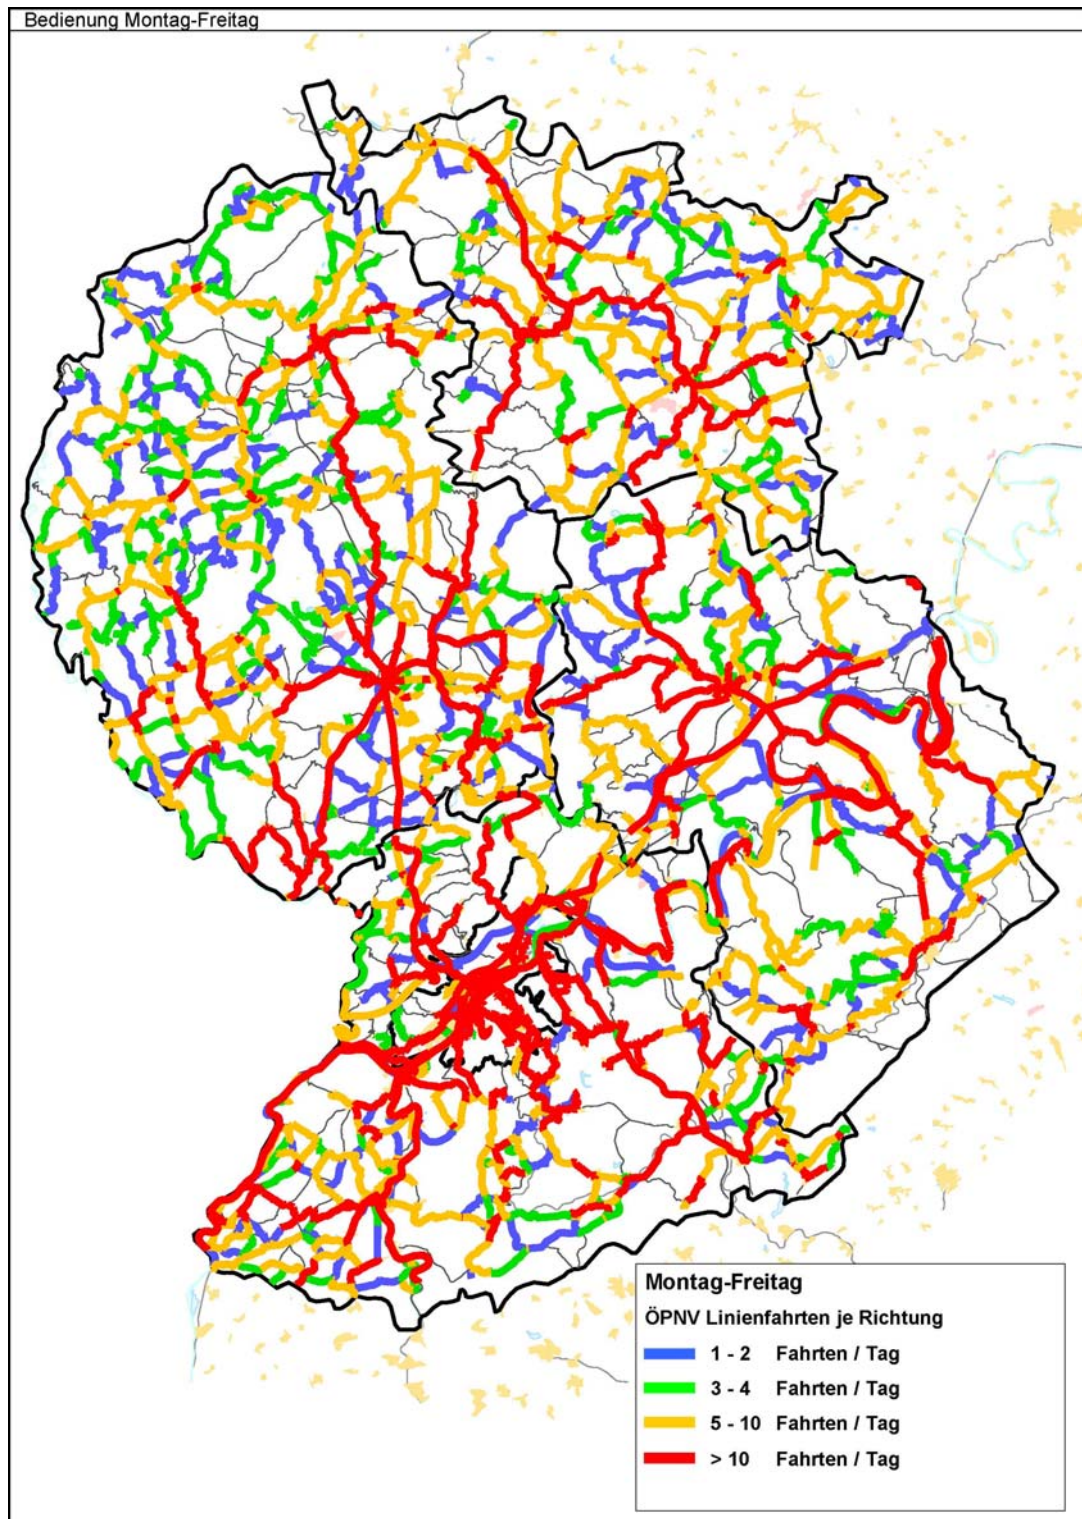 Bedienung Montag-Freitag
Montag-Freitag
ÖPNV Linienfahrten je Richtung
1 - 2 Fahrten / Tag
3 - 4 Fahrten / Tag
5 - 10 Fahrten / Tag
> 10 Fahrten / Tag